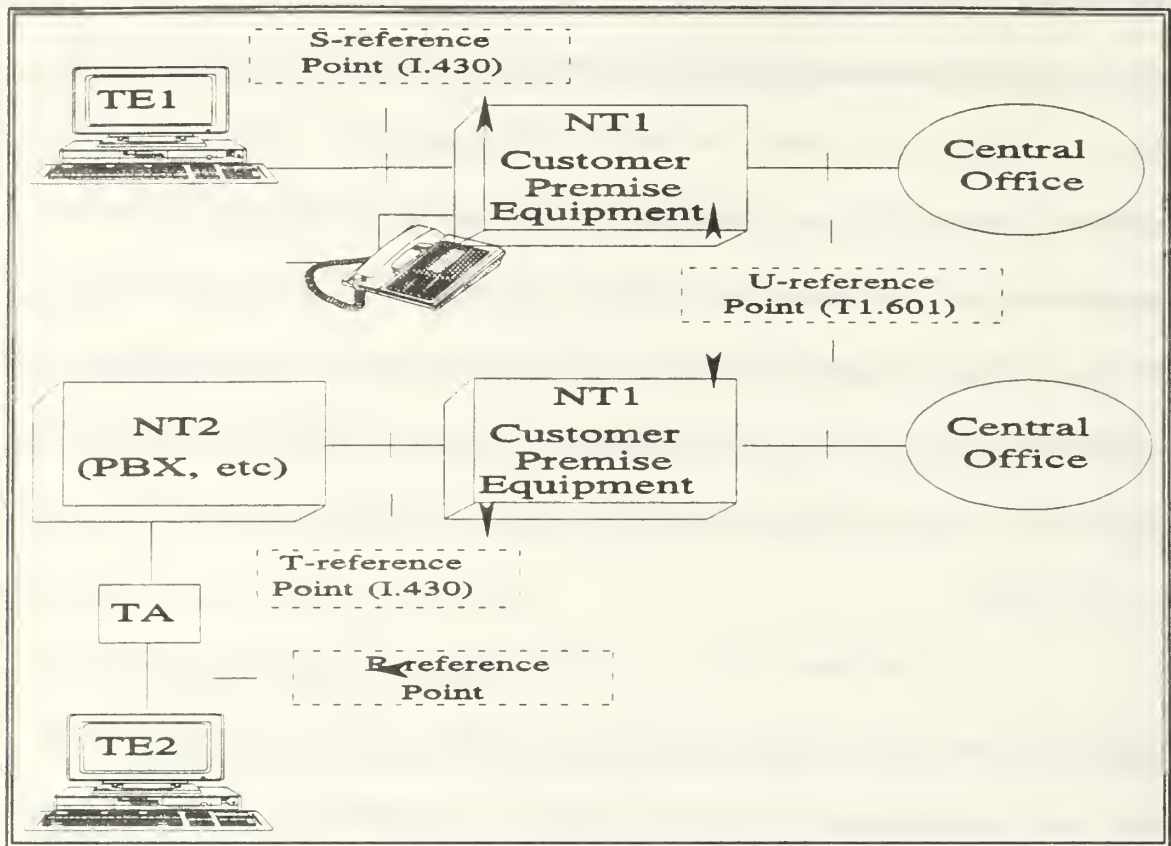 S-reference
Point (I.430)
TE1
NT1
Customer
Premise
Equipment
Central
Office
U-reference
Point (T1.601)
NT2
(PBX, etc)
NT1
Customer
Premise
Equipment
Central
Office
T-reference
Point (I.430)
TA
R-reference
Point
TE2